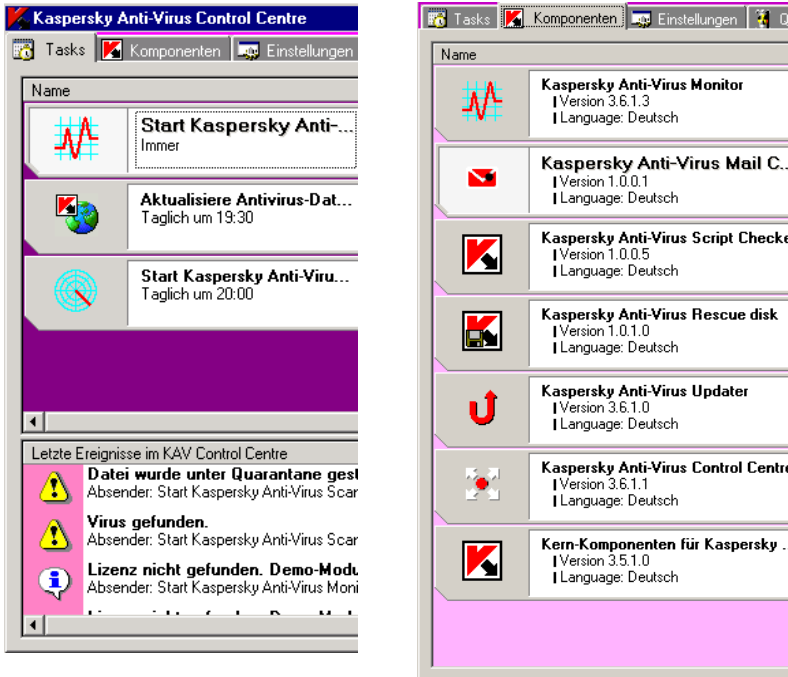 Kaspersky Anti-Virus Control Centre
Tasks Komponenten Einstellungen
Name
Start Kaspersky Anti-...
Immer
Aktualisiere Antivirus-Dat...
Taglich um 19:30
Start Kaspersky Anti-Viru...
Taglich um 20:00
Letzte Ereignisse im KAV Control Centre
Datei wurde unter Quarantane gest
Absender: Start Kaspersky Anti-Virus Scar
Virus gefunden.
Absender: Start Kaspersky Anti-Virus Scar
Lizenz nicht gefunden. Demo-Modu
Absender: Start Kaspersky Anti-Virus Moni
Tasks Komponenten Einstellungen
Name
Kaspersky Anti-Virus Monitor
Version 3.6.1.3
Language: Deutsch
Kaspersky Anti-Virus Mail C...
Version 1.0.0.1
Language: Deutsch
Kaspersky Anti-Virus Script Checke
Version 1.0.0.5
Language: Deutsch
Kaspersky Anti-Virus Rescue disk
Version 1.0.1.0
Language: Deutsch
Kaspersky Anti-Virus Updater
Version 3.6.1.0
Language: Deutsch
Kaspersky Anti-Virus Control Centre
Version 3.6.1.1
Language: Deutsch
Kern-Komponenten für Kaspersky .
Version 3.5.1.0
Language: Deutsch